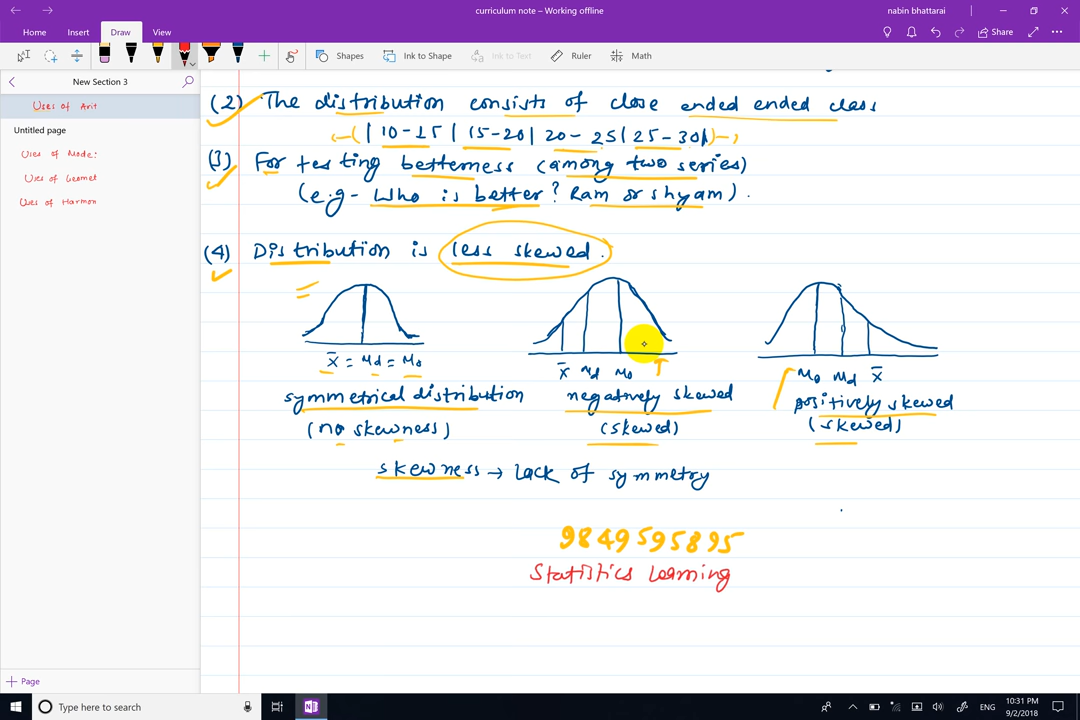 curriculum note – Working offline
nabin bhattarai
Home Insert Draw View
Share
Shapes Ink to Shape Ink to Text Ruler Math
New Section 3
Uses of Arit
Untitled page
Uses of Mode:
Uses of Geomet
Uses of Harmon
(2) The distribution consists of close ended ended class
| 10-15 | 15-20 | 20-25 | 25-30 |
(3) For testing betterness (among two series)
(e.g- Who is better? Ram or shyam).
(4) Distribution is less skewed.
x̄ = Md = Mo
x̄ Md Mo
Mo Md x̄
symmetrical distribution
(no skewness)
negatively skewed
(skewed)
positively skewed
(skewed)
skewness → Lack of symmetry
9849595895
Statistics Learning
+ Page
Type here to search
ENG
10:31 PM
9/2/2018